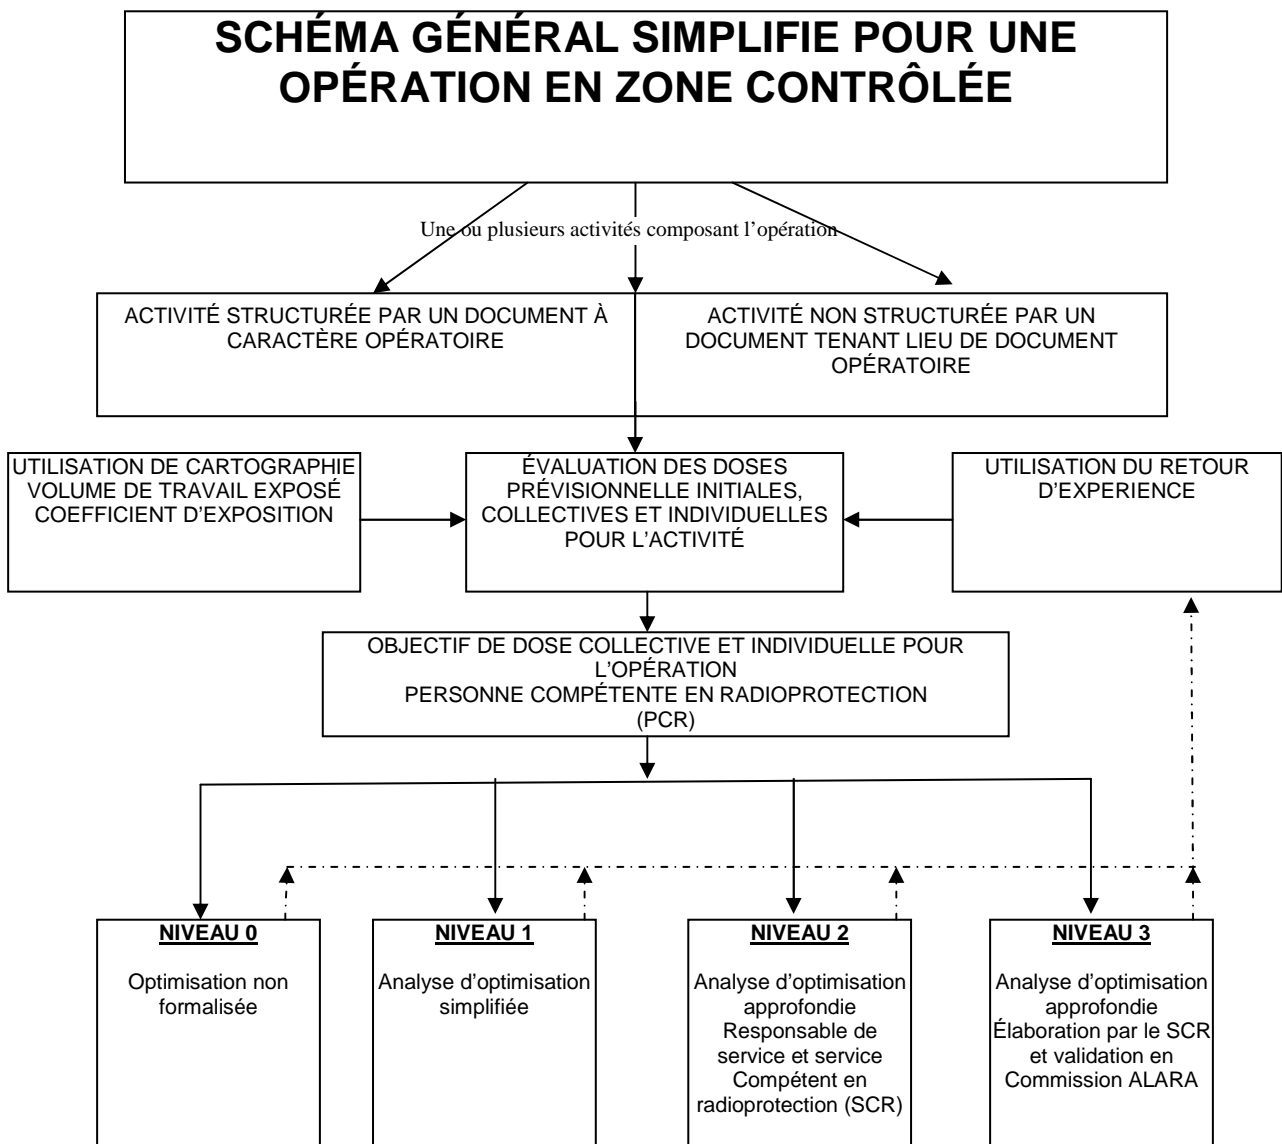 SCHÉMA GÉNÉRAL SIMPLIFIE POUR UNE
OPÉRATION EN ZONE CONTRÔLÉE
Une ou plusieurs activités composant l'opération
ACTIVITÉ STRUCTURÉE PAR UN DOCUMENT À
CARACTÈRE OPÉRATOIRE
ACTIVITÉ NON STRUCTURÉE PAR UN
DOCUMENT TENANT LIEU DE DOCUMENT
OPÉRATOIRE
UTILISATION DE CARTOGRAPHIE
VOLUME DE TRAVAIL EXPOSÉ
COEFFICIENT D'EXPOSITION
ÉVALUATION DES DOSES
PRÉVISIONNELLE INITIALES,
COLLECTIVES ET INDIVIDUELLES
POUR L'ACTIVITÉ
UTILISATION DU RETOUR
D'EXPERIENCE
OBJECTIF DE DOSE COLLECTIVE ET INDIVIDUELLE POUR
L'OPÉRATION
PERSONNE COMPÉTENTE EN RADIOPROTECTION
(PCR)
NIVEAU 0
Optimisation non
formalisée
NIVEAU 1
Analyse d'optimisation
simplifiée
NIVEAU 2
Analyse d'optimisation
approfondie
Responsable de
service et service
Compétent en
radioprotection (SCR)
NIVEAU 3
Analyse d'optimisation
approfondie
Élaboration par le SCR
et validation en
Commission ALARA